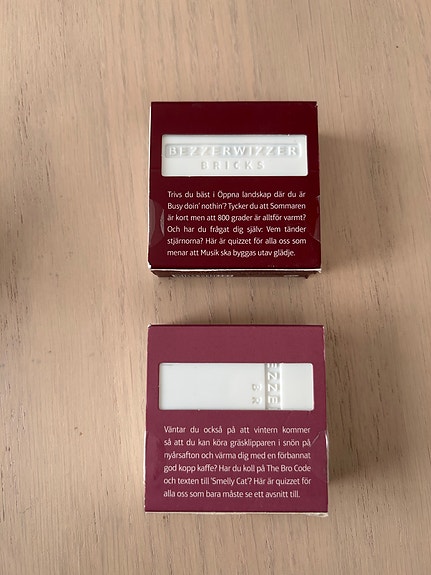 BEZZERWIZZER
BRICKS
Trivs du bäst i Öppna landskap där du är
Busy doin' nothin'? Tycker du att Sommaren
är kort men att 800 grader är alltför varmt?
Och har du frågat dig själv: Vem tänder
stjärnorna? Här är quizzet för alla oss som
menar att Musik ska byggas utav glädje.
EZZER
BR
Väntar du också på att vintern kommer
så att du kan köra gräsklipparen i snön på
nyårsafton och värma dig med en förbannat
god kopp kaffe? Har du koll på The Bro Code
och texten till 'Smelly Cat'? Här är quizzet för
alla oss som bara måste se ett avsnitt till.